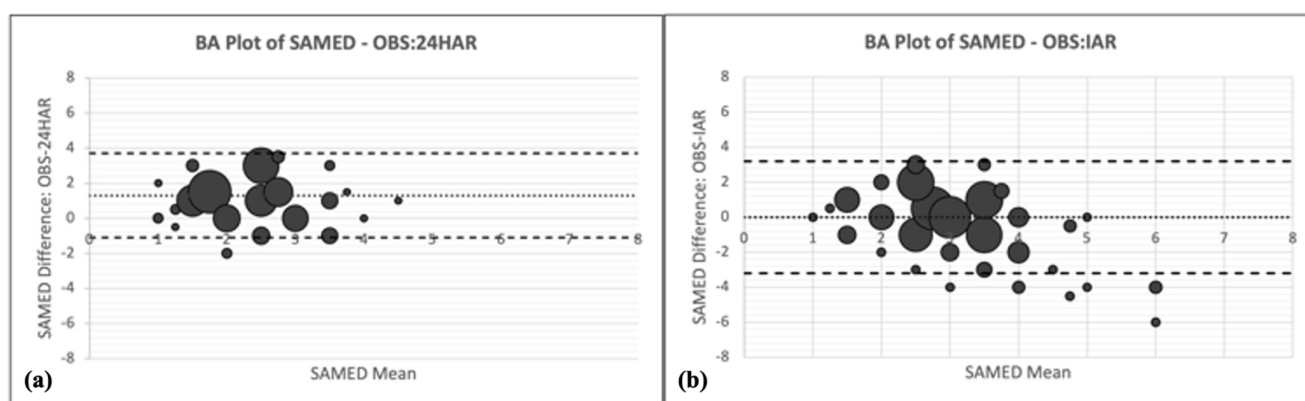 BA Plot of SAMED - OBS:24HAR
SAMED Difference: OBS-24HAR
8
6
4
2
0
-2
-4
-6
-8
0 1 2 3 4 5 6 7 8
SAMED Mean
(a)
BA Plot of SAMED - OBS:IAR
SAMED Difference: OBS-IAR
8
6
4
2
0
-2
-4
-6
-8
0 1 2 3 4 5 6 7 8
SAMED Mean
(b)